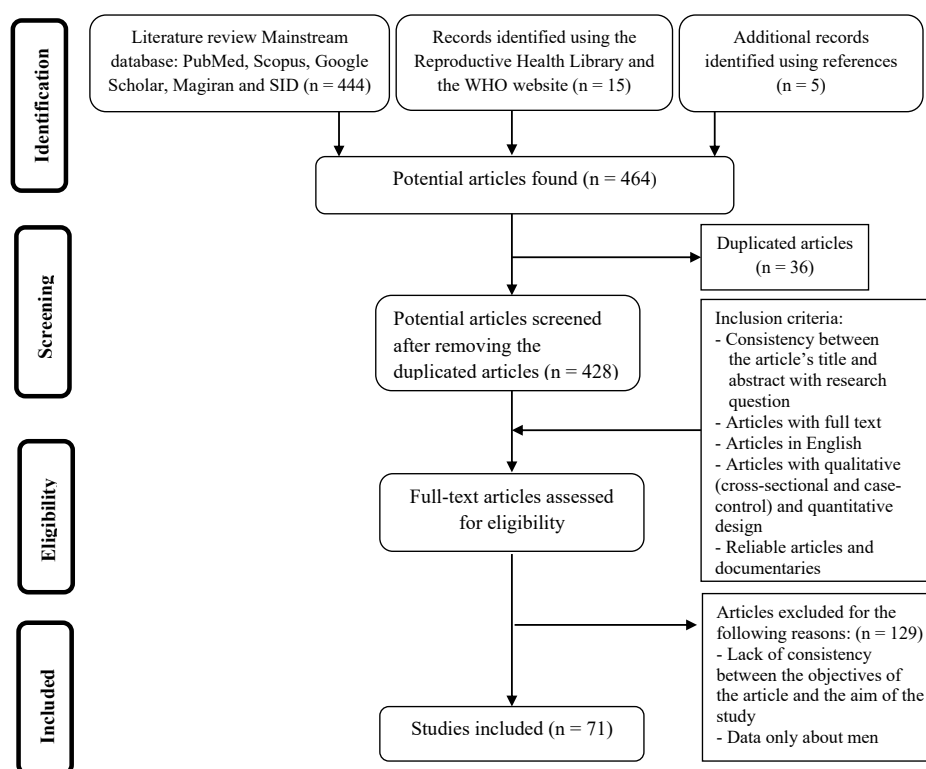 Identification
Literature review Mainstream
database: PubMed, Scopus, Google
Scholar, Magiran and SID (n = 444)
Records identified using the
Reproductive Health Library and
the WHO website (n = 15)
Additional records
identified using references
(n = 5)
Potential articles found (n = 464)
Screening
Duplicated articles
(n = 36)
Potential articles screened
after removing the
duplicated articles (n = 428)
Inclusion criteria:
- Consistency between
the article's title and
abstract with research
question
- Articles with full text
- Articles in English
- Articles with qualitative
(cross-sectional and case-
control) and quantitative
design
- Reliable articles and
documentaries
Eligibility
Full-text articles assessed
for eligibility
Included
Articles excluded for the
following reasons: (n = 129)
- Lack of consistency
between the objectives of
the article and the aim of the
study
- Data only about men
Studies included (n = 71)